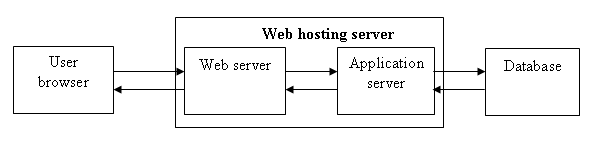 Web hosting server
User
browser
Web server
Application
server
Database